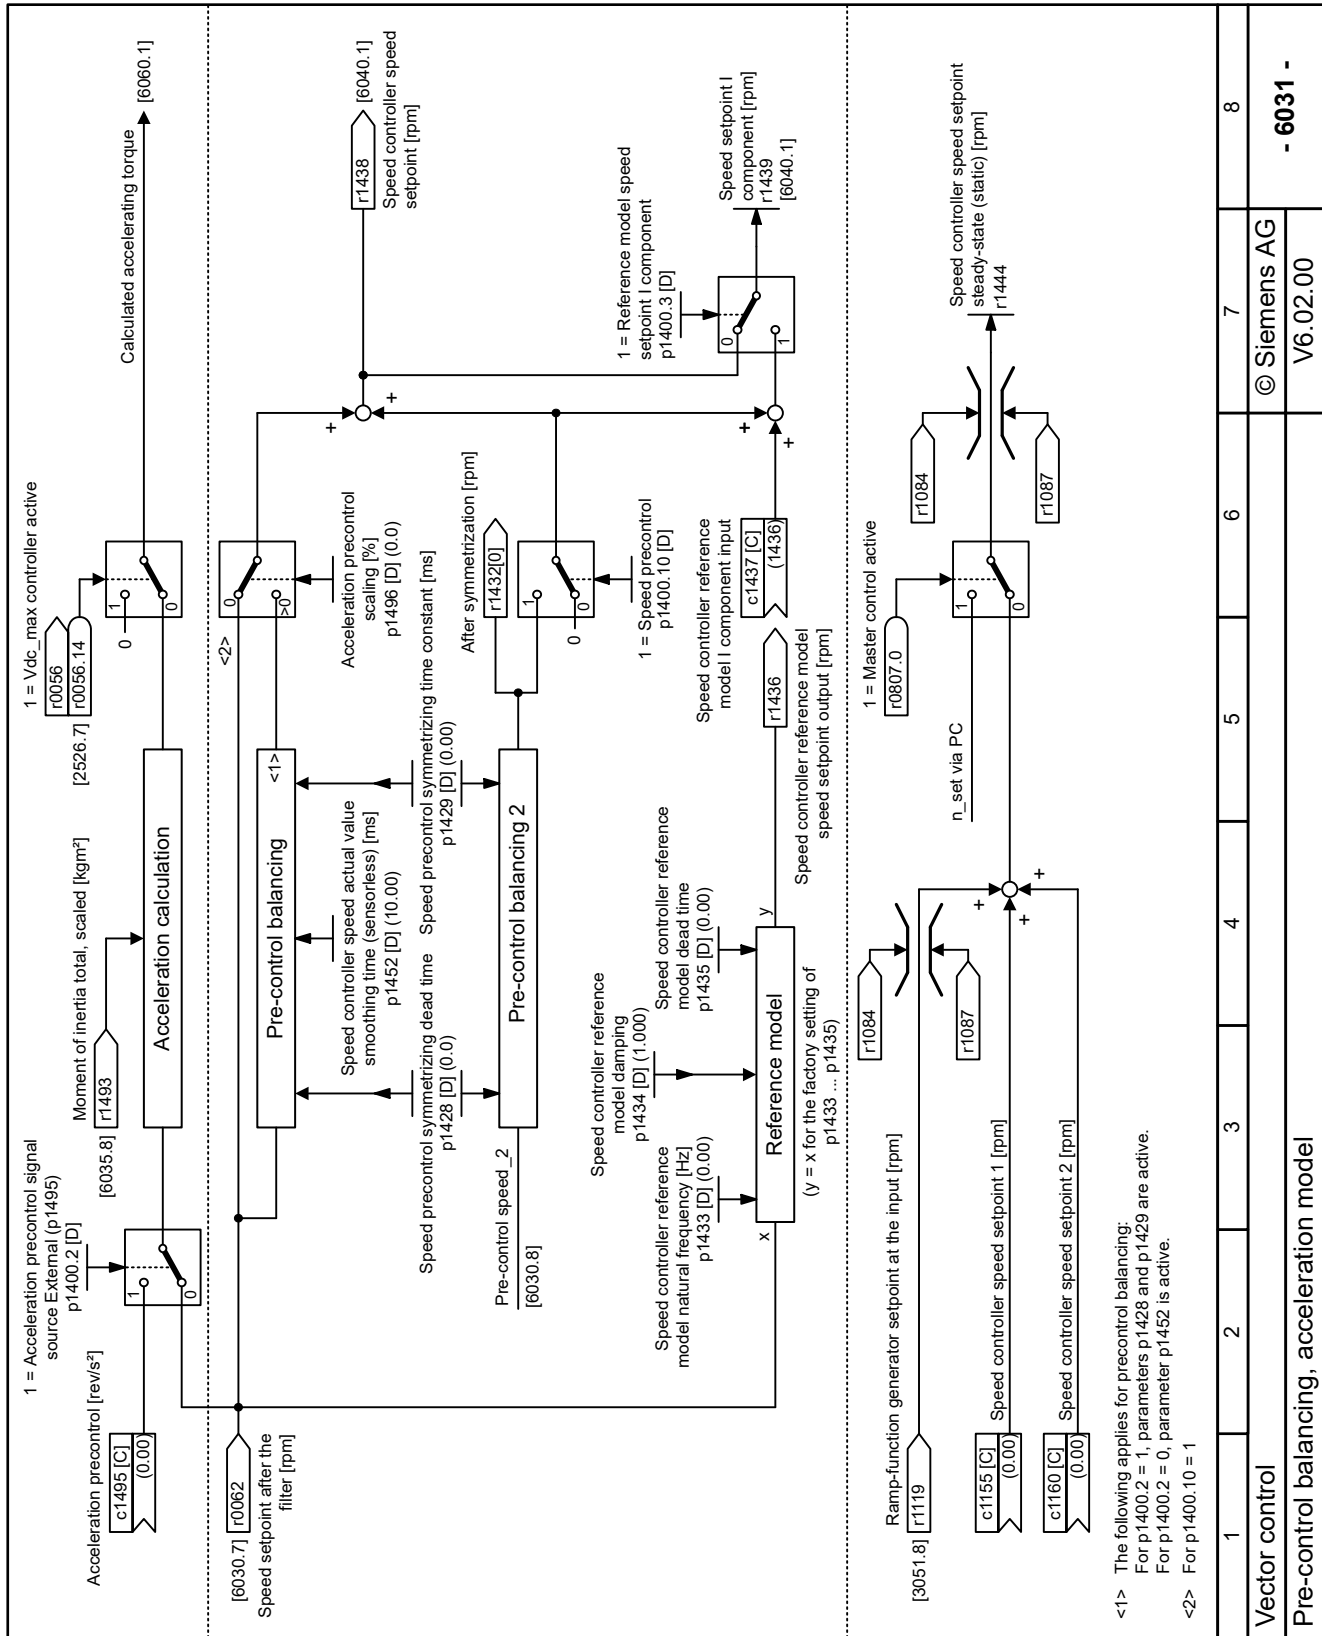 1 = Acceleration precontrol signal
source External (p1495)
p1400.2 [D]
Acceleration precontrol [rev/s²]
c1495 [C]
(0.00)
1
0
[6035.8]
r1493
Moment of inertia total, scaled [kgm²]
Acceleration calculation
1 = Vdc_max controller active
[2526.7]
r0056
r0056.14
0
1
0
Calculated accelerating torque
[6060.1]
[6030.7]
r0062
Speed setpoint after the
filter [rpm]
Pre-control balancing
<1>
<2>
0
>0
Acceleration precontrol
scaling [%]
p1496 [D] (0.0)
+
+
r1438
[6040.1]
Speed controller speed
setpoint [rpm]
Speed controller speed actual value
smoothing time (sensorless) [ms]
p1452 [D] (10.00)
Speed precontrol symmetrizing dead time
p1428 [D] (0.0)
Speed precontrol symmetrizing time constant [ms]
p1429 [D] (0.00)
Pre-control speed_2
[6030.8]
Pre-control balancing 2
After symmetrization [rpm]
r1432[0]
1
0
0
1 = Speed precontrol
p1400.10 [D]
1 = Reference model speed
setpoint I component
p1400.3 [D]
0
1
Speed setpoint I
component [rpm]
r1439
[6040.1]
Speed controller reference
model natural frequency [Hz]
p1433 [D] (0.00)
Speed controller reference
model damping
p1434 [D] (1.000)
Speed controller reference
model dead time
p1435 [D] (0.00)
x
Reference model
y
(y = x for the factory setting of
p1433 ... p1435)
r1436
Speed controller reference model
speed setpoint output [rpm]
Speed controller reference
model I component input
c1437 [C]
(1436)
+
+
Ramp-function generator setpoint at the input [rpm]
[3051.8]
r1119
r1084
r1087
c1155 [C]
(0.00)
Speed controller speed setpoint 1 [rpm]
c1160 [C]
(0.00)
Speed controller speed setpoint 2 [rpm]
+
+
+
n_set via PC
1 = Master control active
r0807.0
1
0
r1084
r1087
Speed controller speed setpoint
steady-state (static) [rpm]
r1444
<1> The following applies for precontrol balancing:
For p1400.2 = 1, parameters p1428 and p1429 are active.
For p1400.2 = 0, parameter p1452 is active.
<2> For p1400.10 = 1
1 2 3 4 5 6 7 8
Vector control
© Siemens AG
- 6031 -
Pre-control balancing, acceleration model
V6.02.00